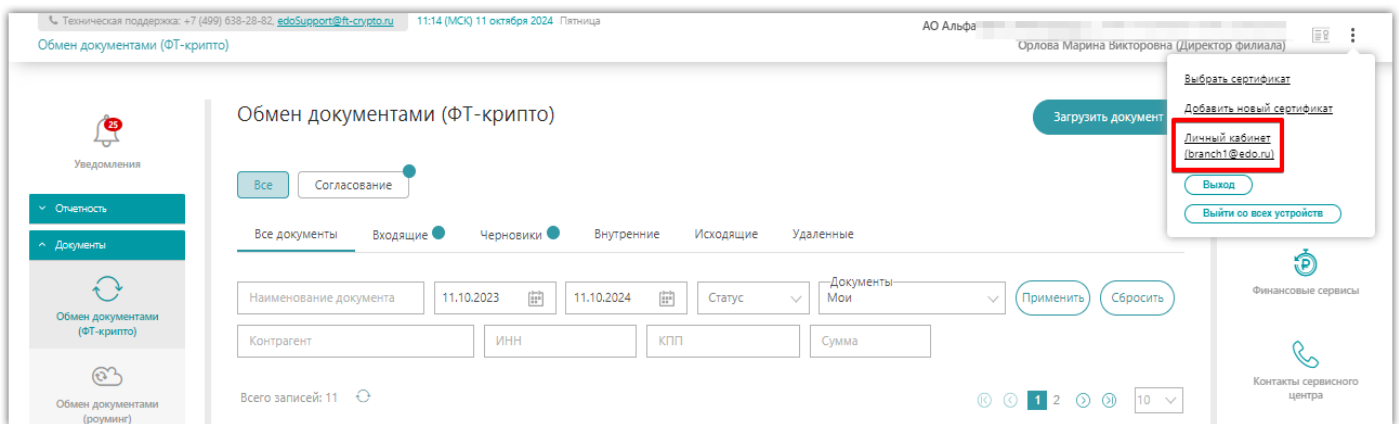 Техническая поддержка: +7 (499) 638-28-82, edoSupport@ft-crypto.ru 11:14 (МСК) 11 октября 2024 Пятница
АО Альфа
Обмен документами (ФТ-крипто)
Орлова Марина Викторовна (Директор филиала)
Выбрать сертификат
Добавить новый сертификат
Личный кабинет
(branch1@edo.ru)
Выход
Выйти со всех устройств
25
Уведомления
Отчетность
Документы
Обмен документами
(ФТ-крипто)
Обмен документами
(роуминг)
Обмен документами (ФТ-крипто)
Загрузить документ
Все Согласование
Все документы Входящие Черновики Внутренние Исходящие Удаленные
Документы
Наименование документа 11.10.2023 11.10.2024 Статус Мои Применить Сбросить
Контрагент ИНН КПП Сумма
Всего записей: 11
1 2 10
Финансовые сервисы
Контакты сервисного
центра